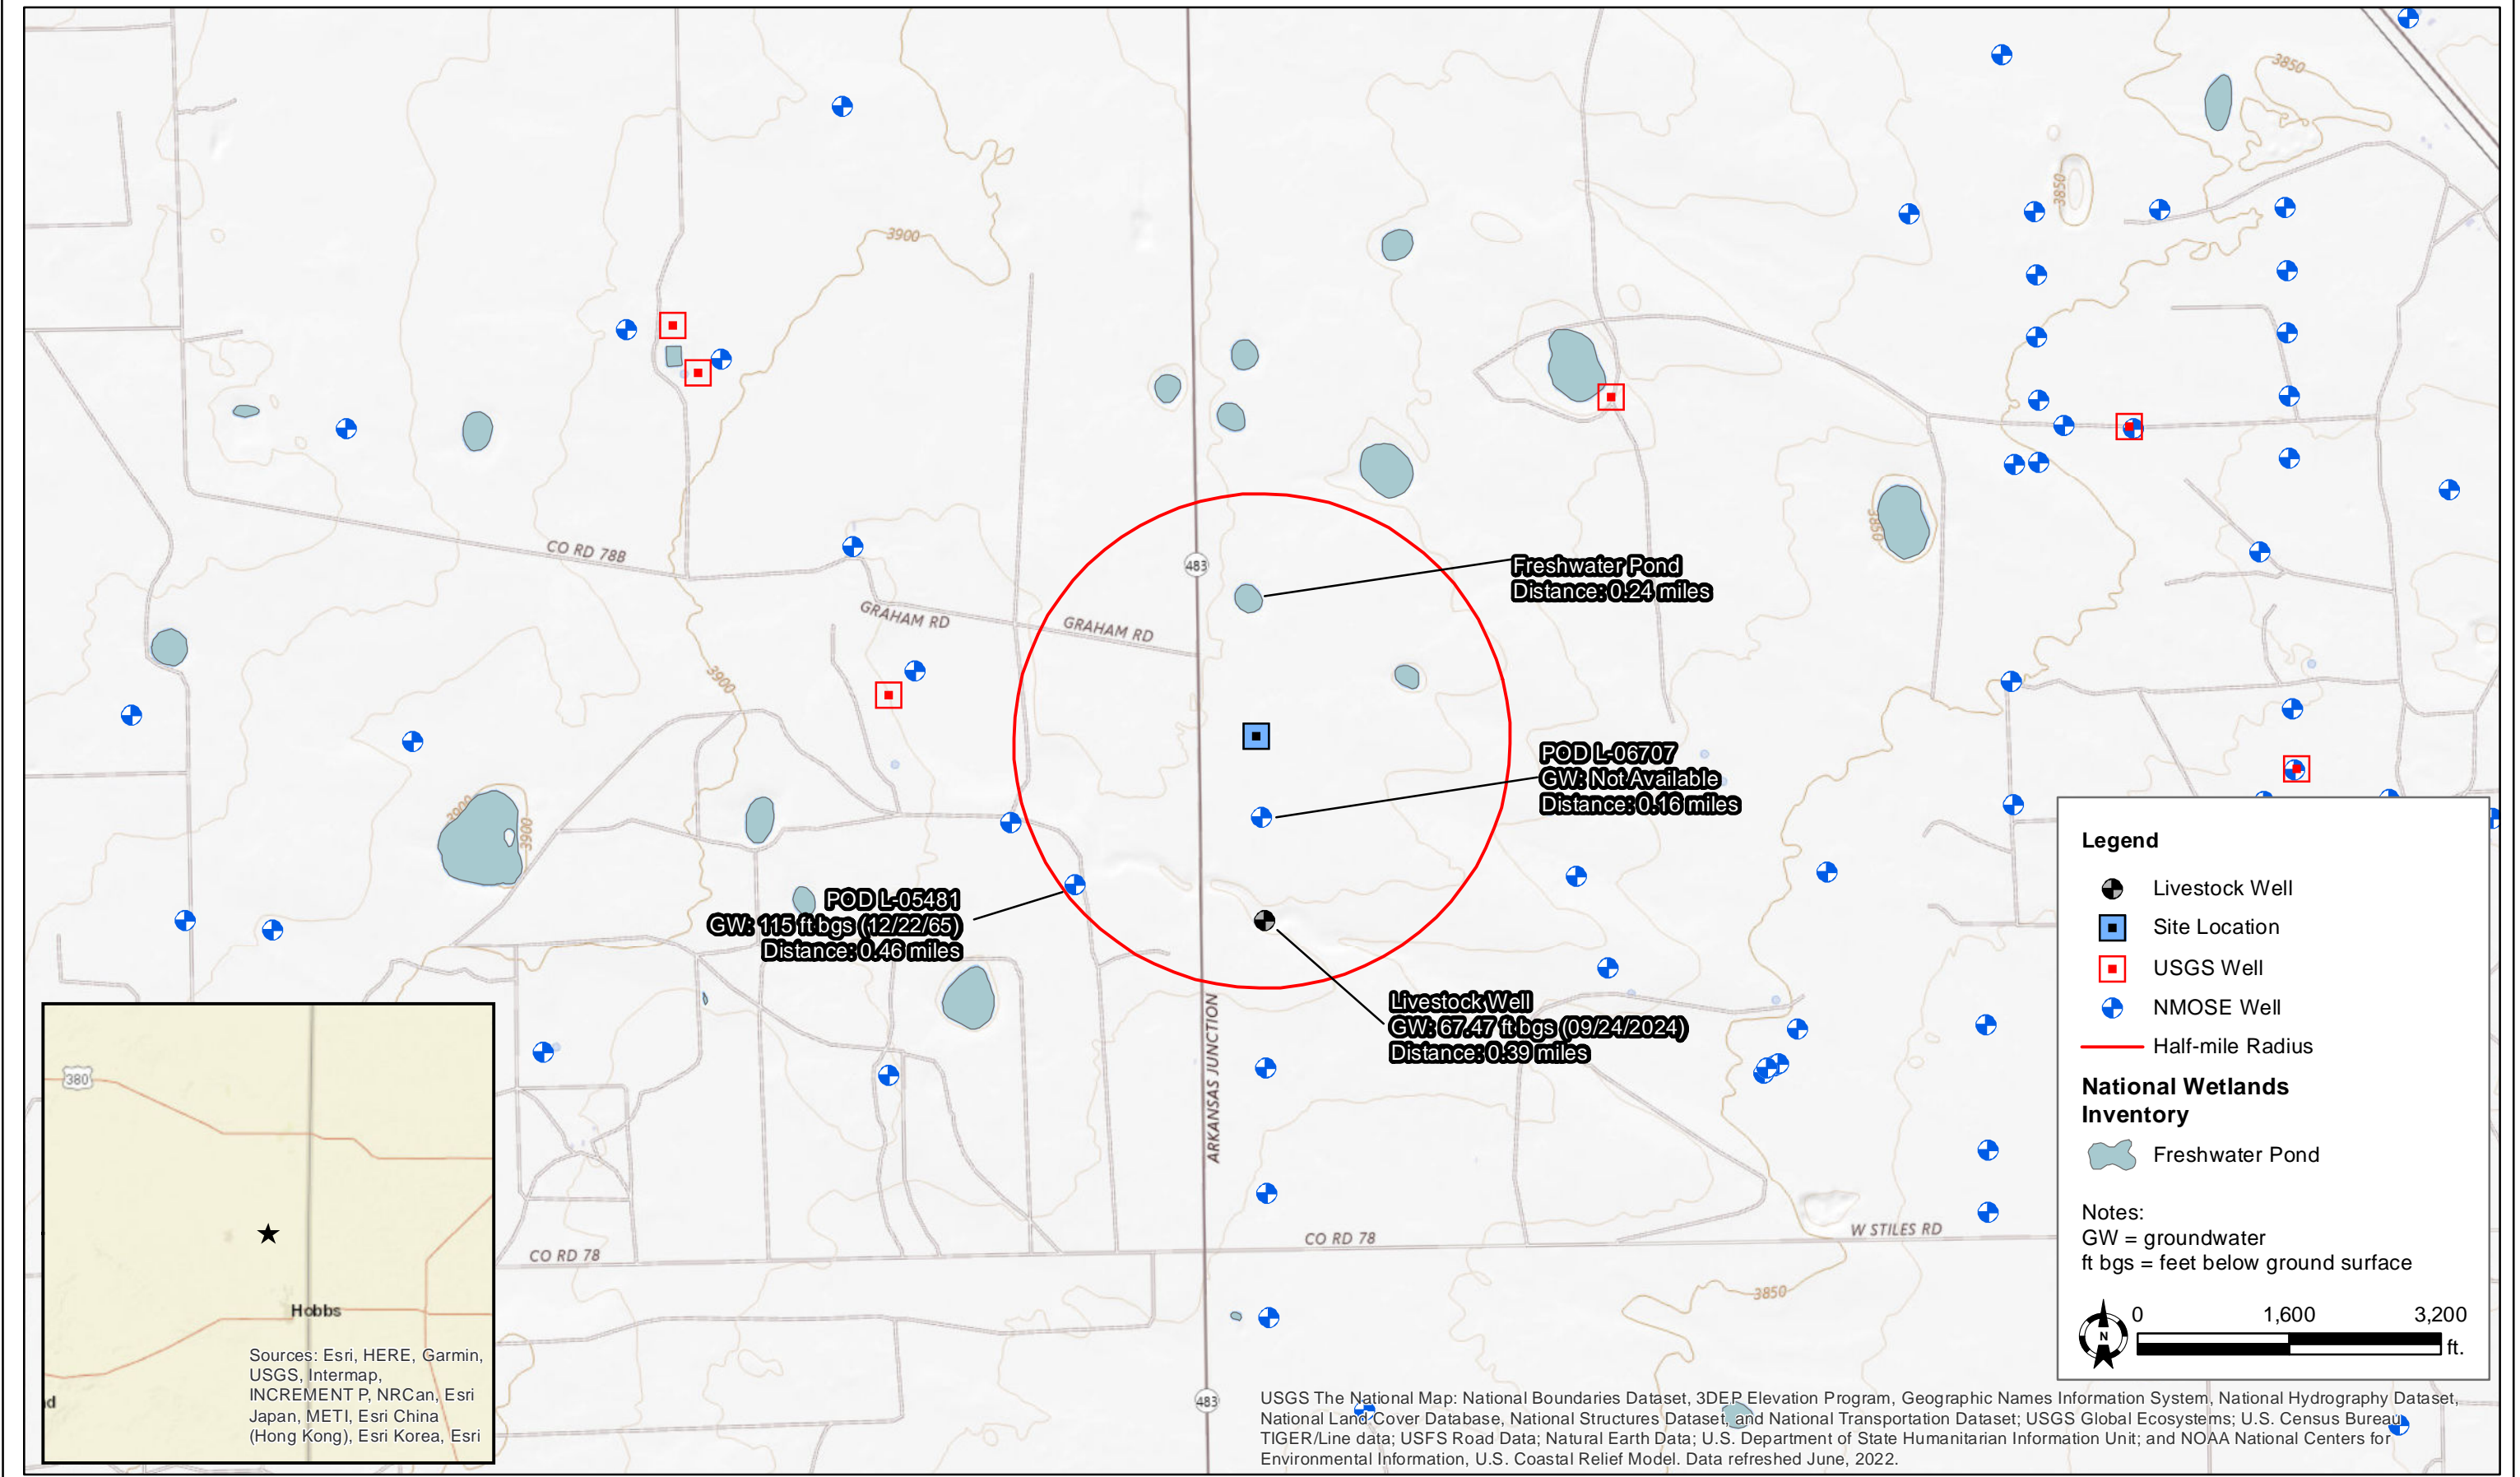 3850
3850
3900
CO RD 78B
483
Freshwater Pond
Distance: 0.24 miles
3850
GRAHAM RD
GRAHAM RD
3900
POD L-06707
GW: Not Available
Distance: 0.16 miles
3900
3900
POD L-05481
GW: 115 ft bgs (12/22/65)
Distance: 0.46 miles
Livestock Well
GW: 67.47 ft bgs (09/24/2024)
Distance: 0.39 miles
ARKANSAS JUNCTION
CO RD 78
CO RD 78
W STILES RD
3850
483
Legend
Livestock Well
Site Location
USGS Well
NMOSE Well
Half-mile Radius
National Wetlands
Inventory
Freshwater Pond
Notes:
GW = groundwater
ft bgs = feet below ground surface
N
0 1,600 3,200
ft.
380
Hobbs
d
Sources: Esri, HERE, Garmin,
USGS, Intermap,
INCREMENT P, NRCan, Esri
Japan, METI, Esri China
(Hong Kong), Esri Korea, Esri
USGS The National Map: National Boundaries Dataset, 3DEP Elevation Program, Geographic Names Information System, National Hydrography Dataset,
National Land Cover Database, National Structures Dataset, and National Transportation Dataset; USGS Global Ecosystems; U.S. Census Bureau
TIGER/Line data; USFS Road Data; Natural Earth Data; U.S. Department of State Humanitarian Information Unit; and NOAA National Centers for
Environmental Information, U.S. Coastal Relief Model. Data refreshed June, 2022.